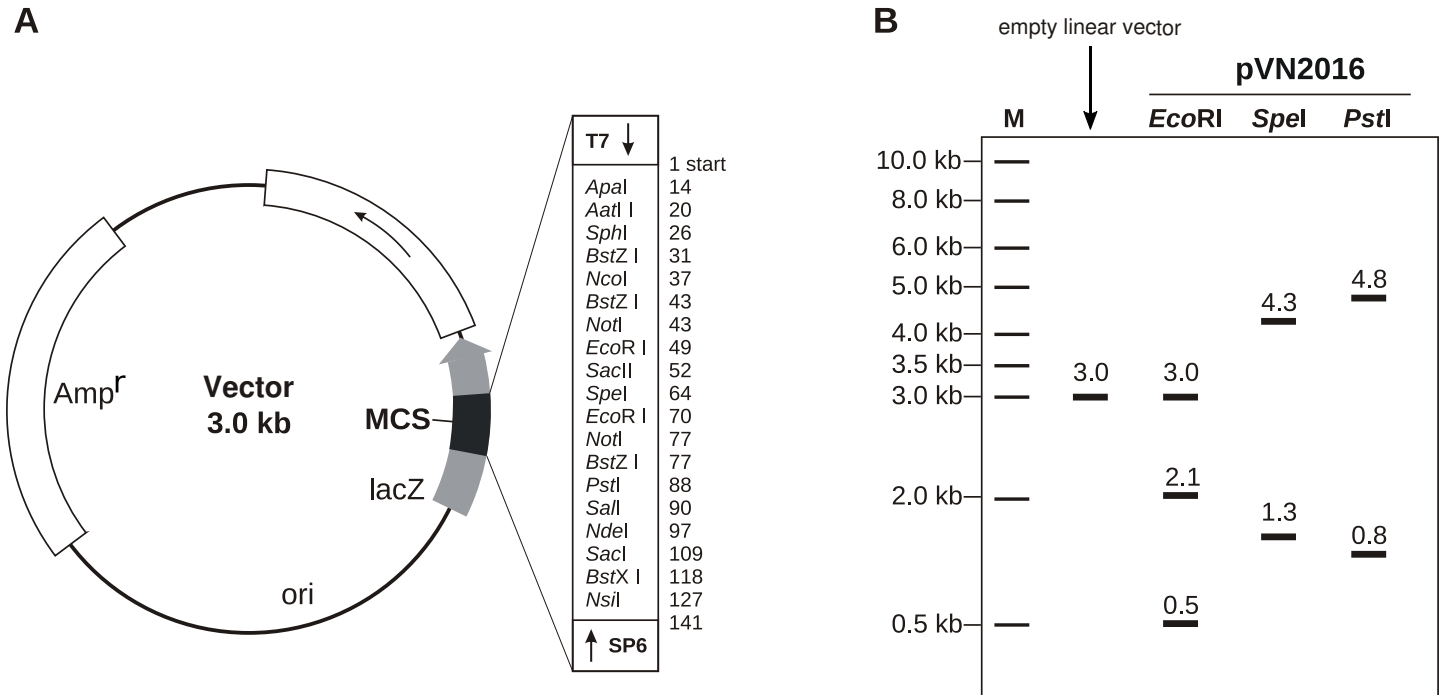 A
T7 ↓
1 start
ApaI 14
AatI I 20
SphI 26
BstZ I 31
NcoI 37
BstZ I 43
NotI 43
EcoR I 49
SacII 52
SpeI 64
EcoR I 70
NotI 77
BstZ I 77
PstI 88
SalI 90
NdeI 97
SacI 109
BstX I 118
NsiI 127
141
↑ SP6
Ampr
Vector
3.0 kb
MCS
lacZ
ori
B
empty linear vector
pVN2016
M EcoRI SpeI PstI
10.0 kb
8.0 kb
6.0 kb
5.0 kb
4.0 kb
3.5 kb
3.0 kb
2.0 kb
0.5 kb
3.0
3.0
2.1
0.5
4.3
1.3
4.8
0.8